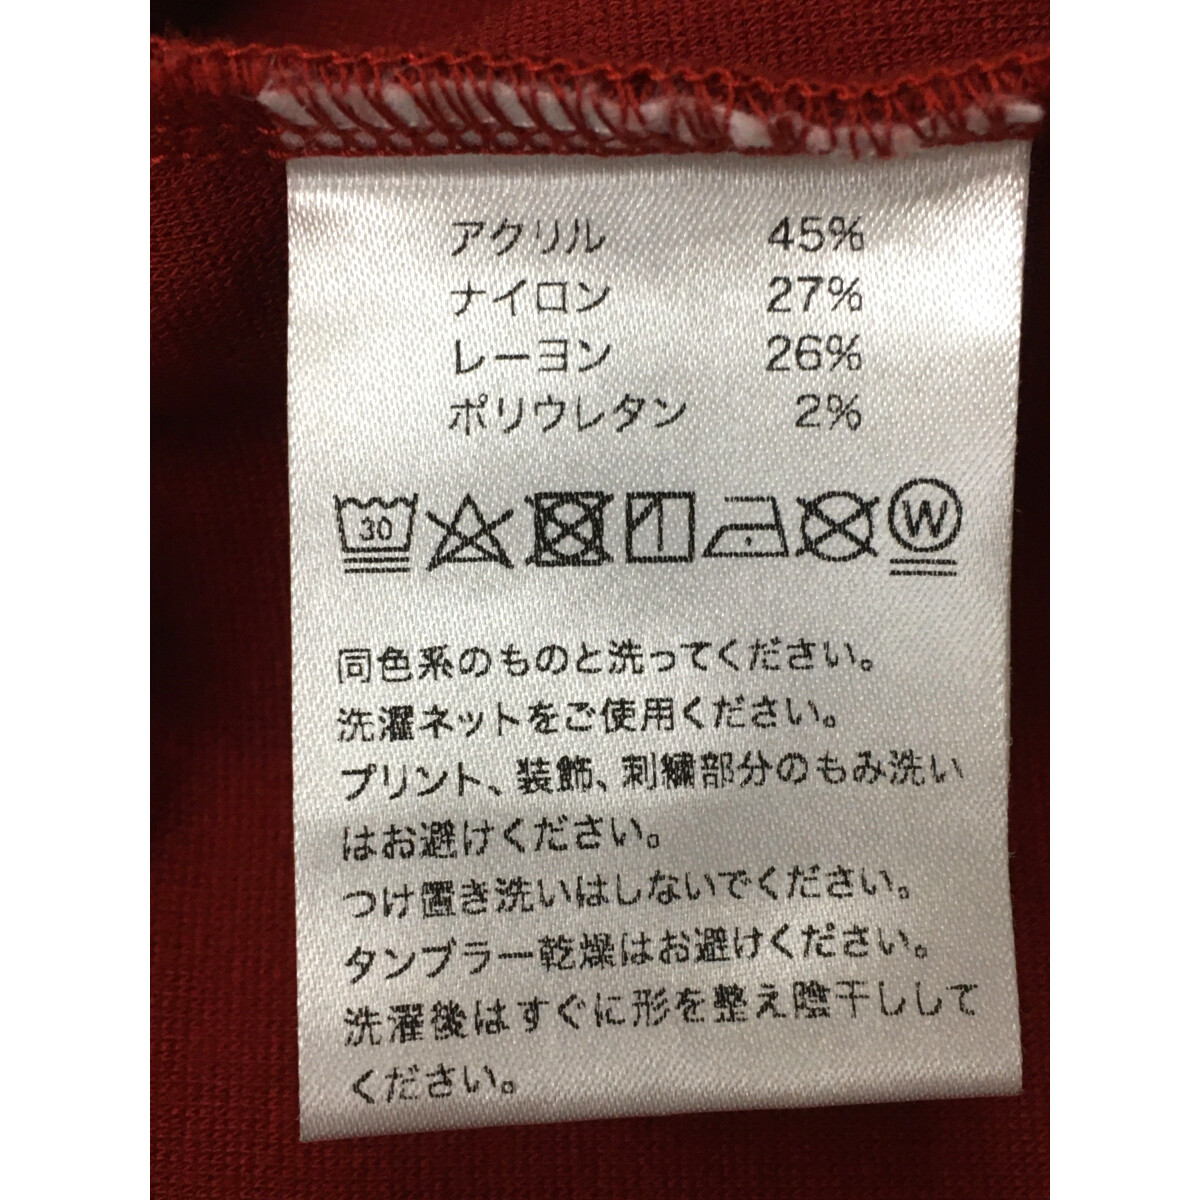 アクリル 45%
ナイロン 27%
レーヨン 26%
ポリウレタン 2%
30 W
同色系のものと洗ってください。
洗濯ネットをご使用ください。
プリント、装飾、刺繍部分のもみ洗い
はお避けください。
つけ置き洗いはしないでください。
タンブラー乾燥はお避けください。
洗濯後はすぐに形を整え陰干しして
ください。